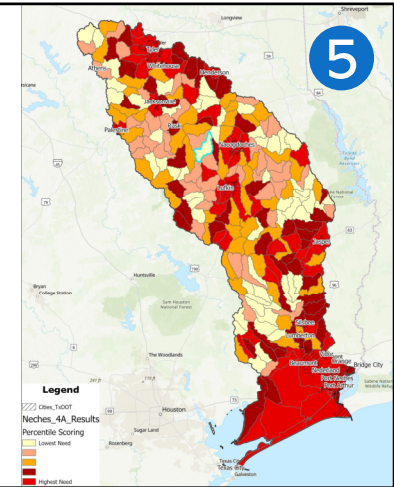 Shreveport
Longview
5
Tyler
Whitehouse
Athens
Henderson
Jacksonville
Rusk
Palestine
Nacogdoches
Lufkin
Jasper
Huntsville
Sam Houston
National Forest
Bryan
College Station
The Woodlands
Silsbee
Lumberton
Vidor
Beaumont
Orange
Bridge City
Nederland
Port Neches
Port Arthur
Houston
Sugar Land
Rosenberg
Texas City
Galveston
Legend
Cities_TxDOT
Neches_4A_Results
Percentile Scoring
Lowest Need
Highest Need